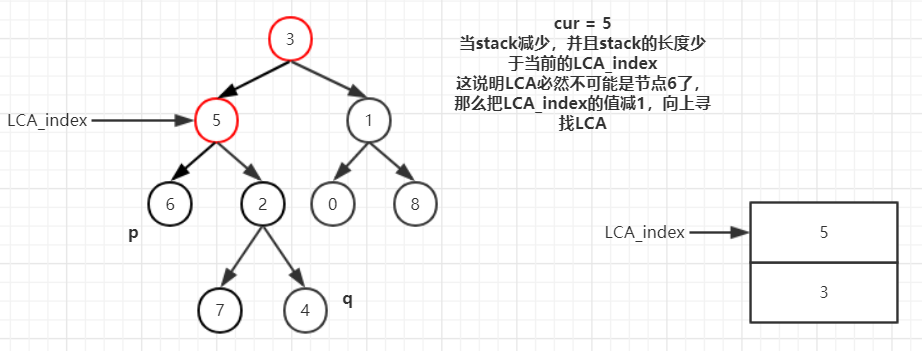 cur = 5
当stack减少，并且stack的长度少
于当前的LCA_index
这说明LCA必然不可能是节点6了，
那么把LCA_index的值减1，向上寻
找LCA
3
LCA_index
5
1
6
2
0
8
p
7
4
q
LCA_index
5
3